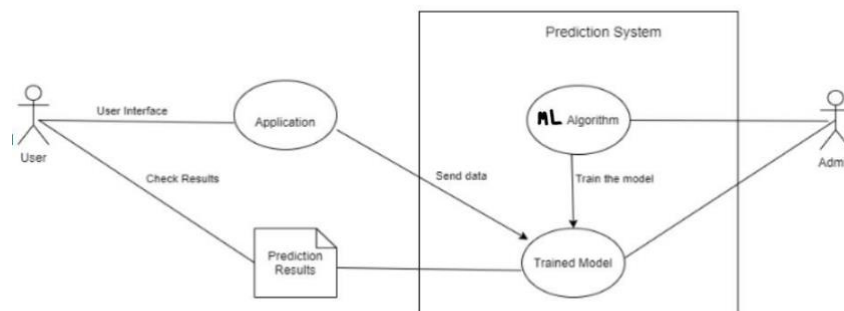 Prediction System
User Interface
Application
ML Algorithm
User
Adm
Check Results
Send data
Train the model
Prediction
Results
Trained Model